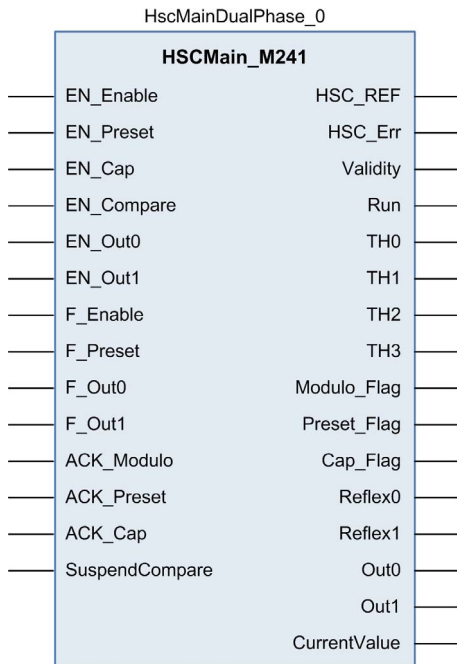 HscMainDualPhase_0
HSCMain_M241
EN_Enable HSC_REF
EN_Preset HSC_Err
EN_Cap Validity
EN_Compare Run
EN_Out0 TH0
EN_Out1 TH1
F_Enable TH2
F_Preset TH3
F_Out0 Modulo_Flag
F_Out1 Preset_Flag
ACK_Modulo Cap_Flag
ACK_Preset Reflex0
ACK_Cap Reflex1
SuspendCompare Out0
Out1
CurrentValue